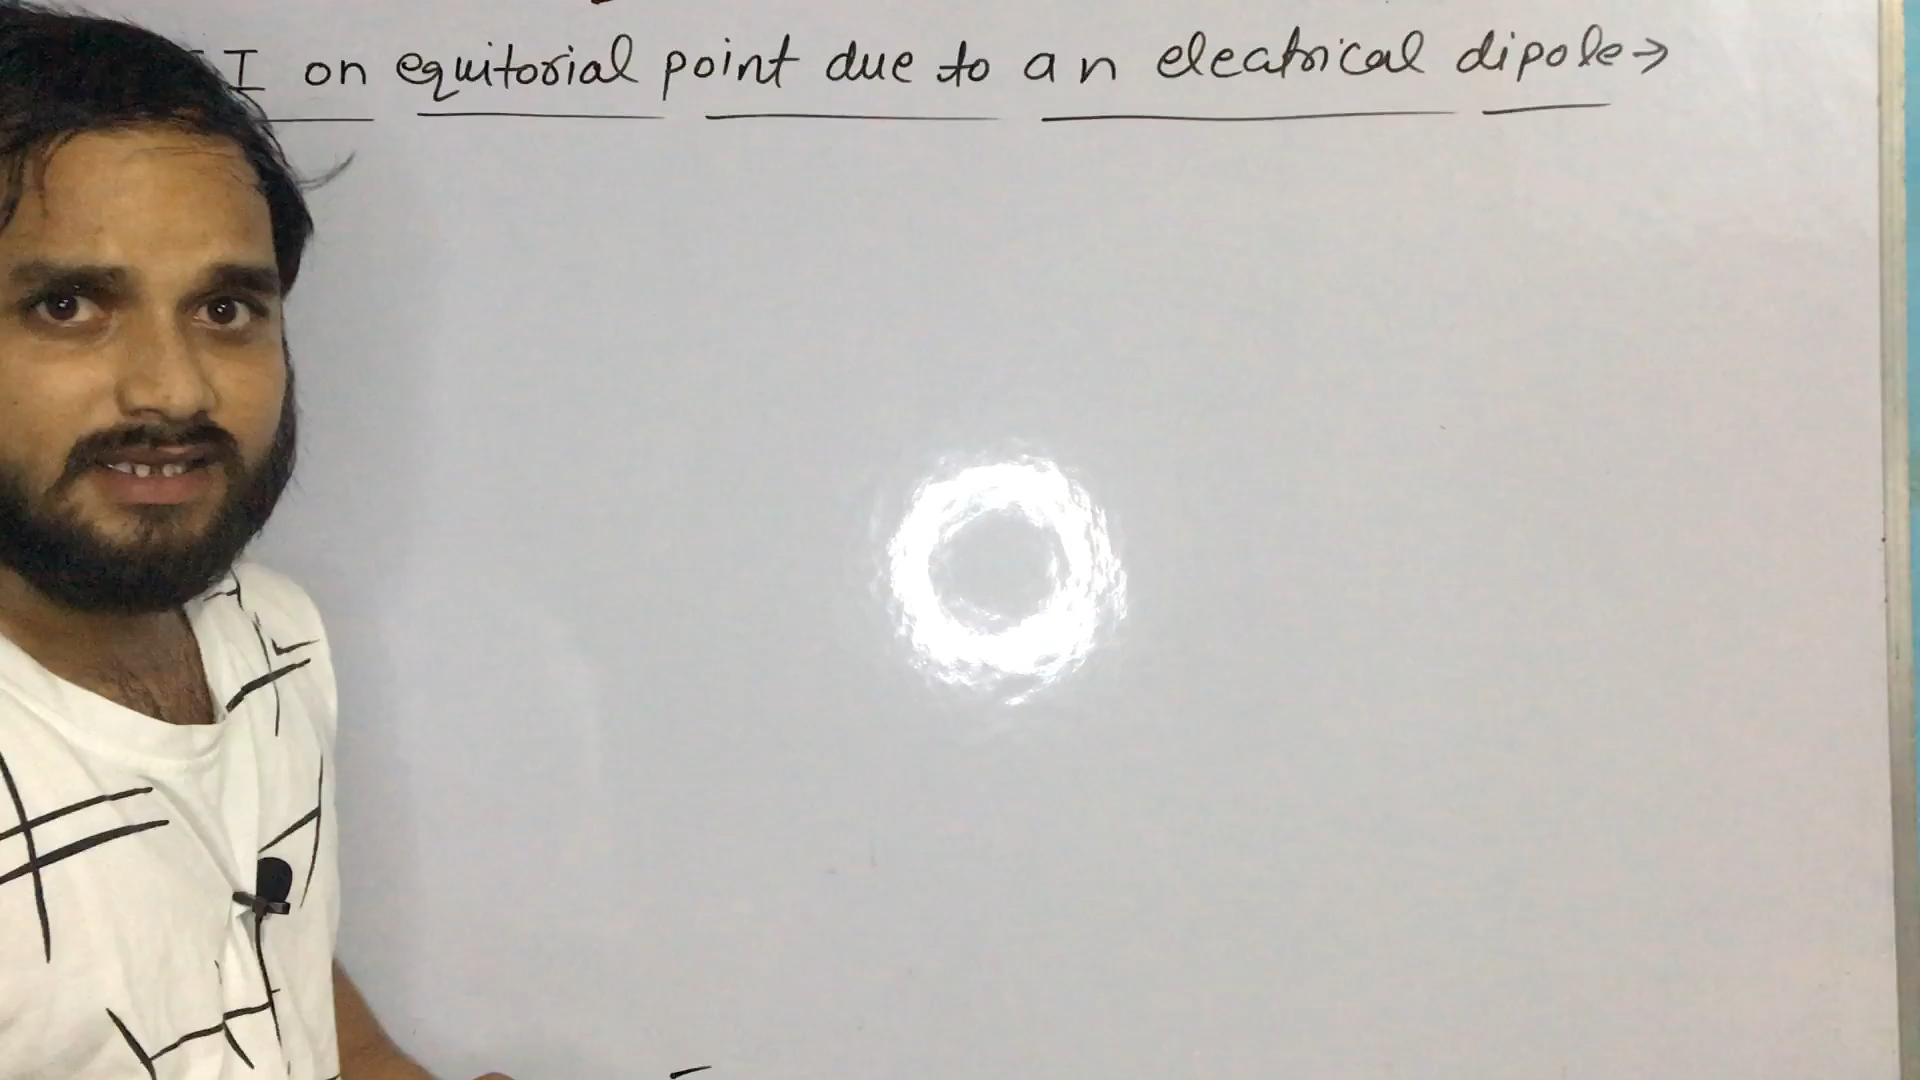 I on equitorial point due to an eleatrical dipole→